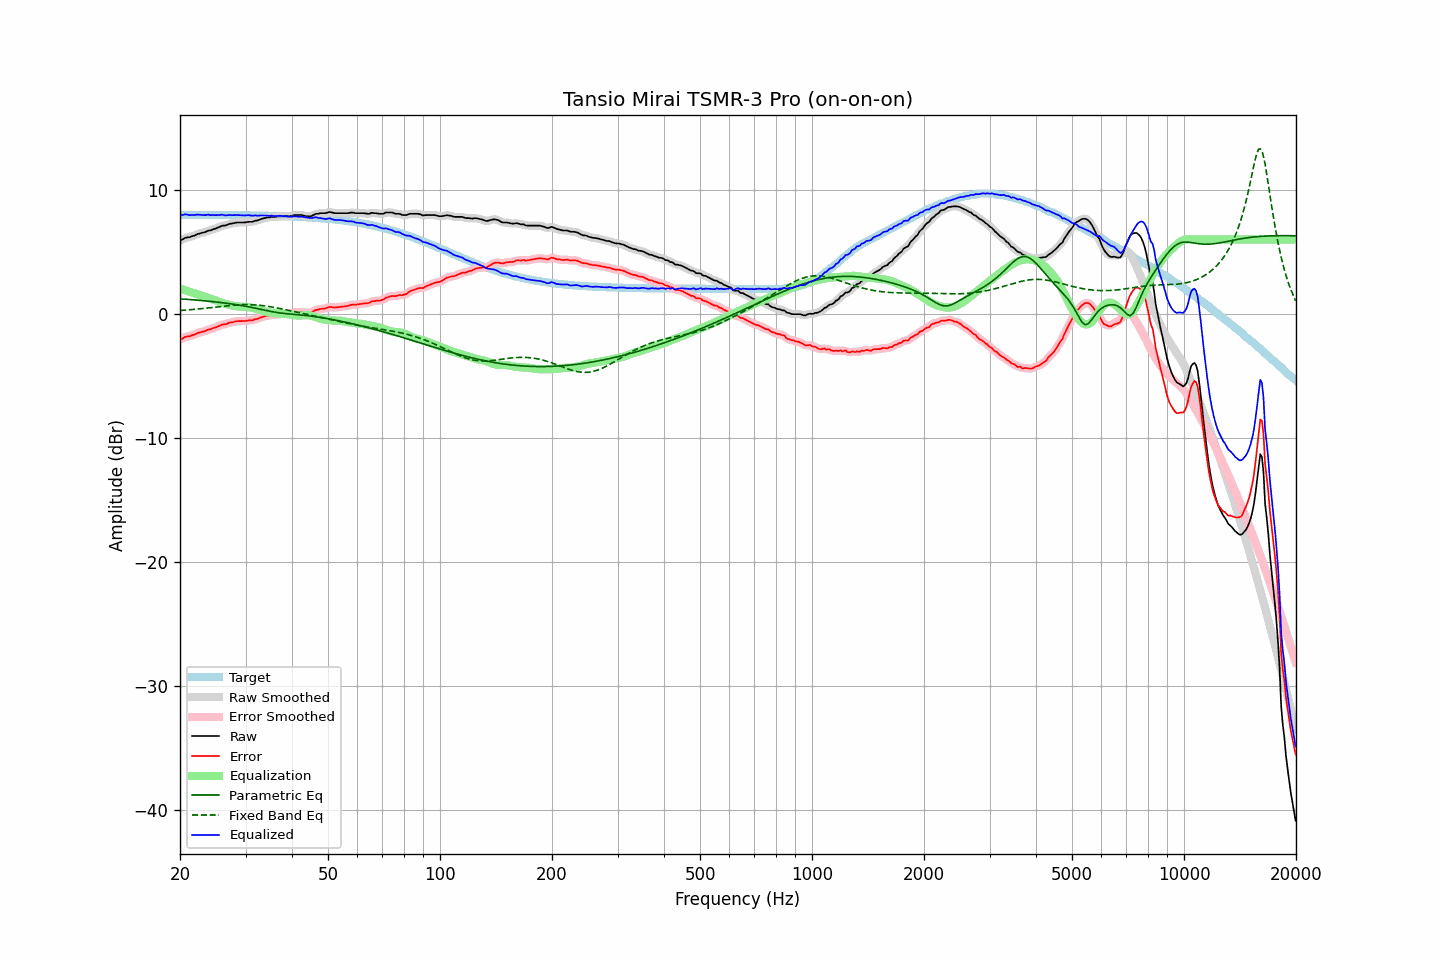 Tansio Mirai TSMR-3 Pro (on-on-on)
Amplitude (dBr)
10
0
−10
−20
−30
−40
Target
Raw Smoothed
Error Smoothed
Raw
Error
Equalization
Parametric Eq
Fixed Band Eq
Equalized
20 50 100 200 500 1000 2000 5000 10000 20000
Frequency (Hz)